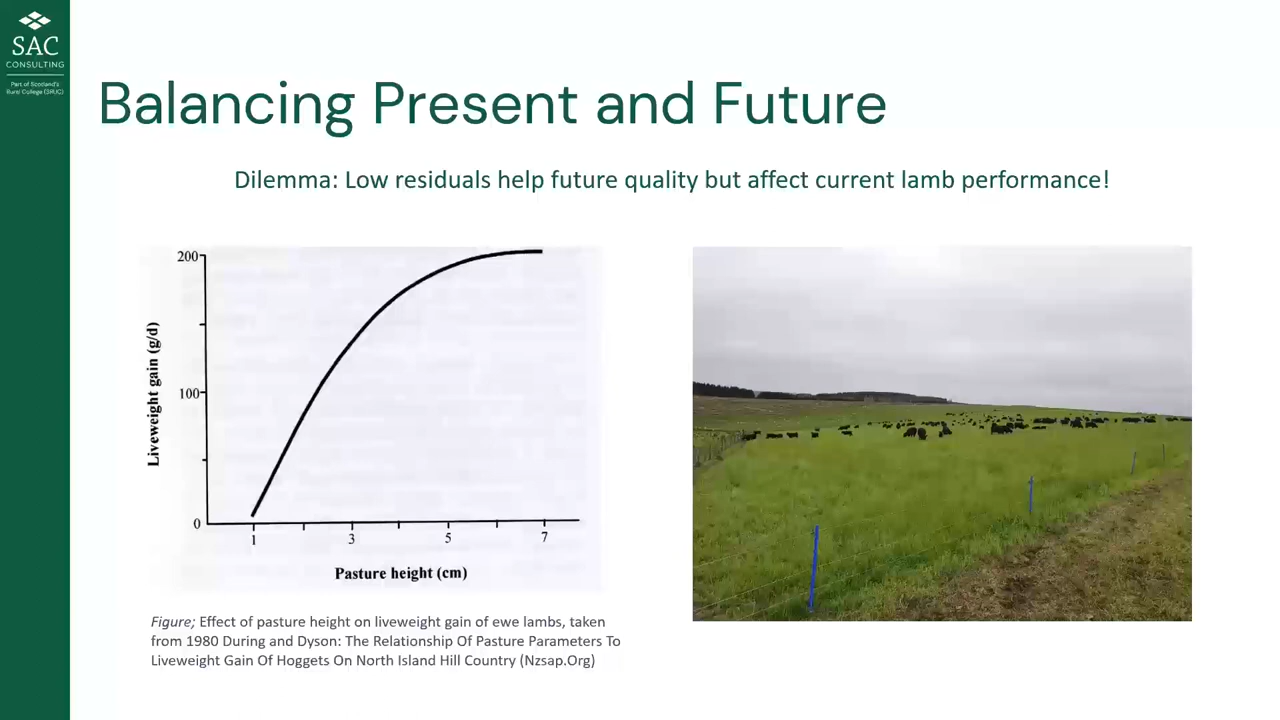 SAC
CONSULTING
Part of Scotland's
Rural College (SRUC)
Balancing Present and Future
Dilemma: Low residuals help future quality but affect current lamb performance!
200
100
0
Liveweight gain (g/d)
1 3 5 7
Pasture height (cm)
Figure; Effect of pasture height on liveweight gain of ewe lambs, taken
from 1980 During and Dyson: The Relationship Of Pasture Parameters To
Liveweight Gain Of Hoggets On North Island Hill Country (Nzsap.Org)